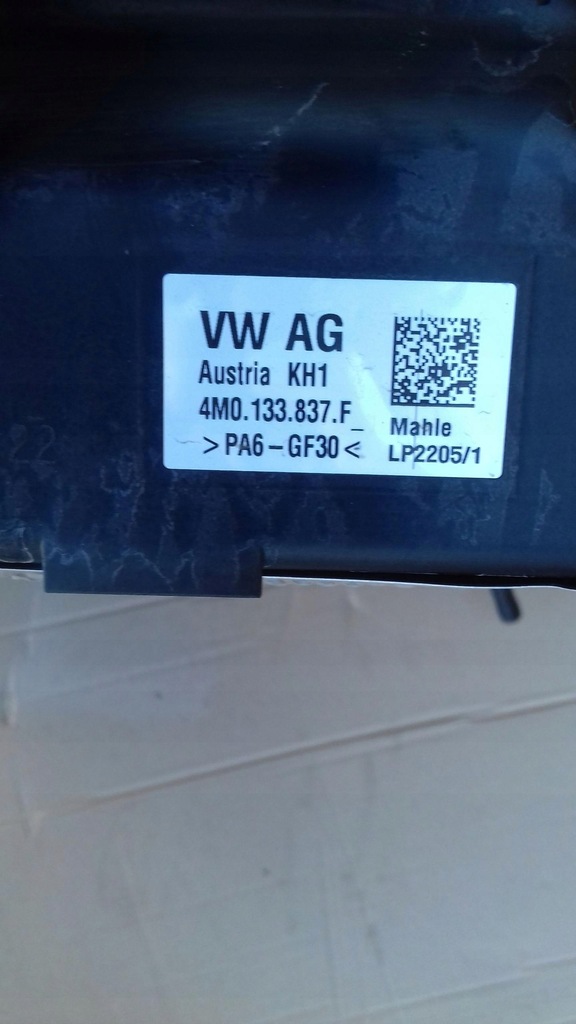 VW AG
Austria KH1
4M0.133.837.F_
>PA6-GF30<
Mahle
LP2205/1